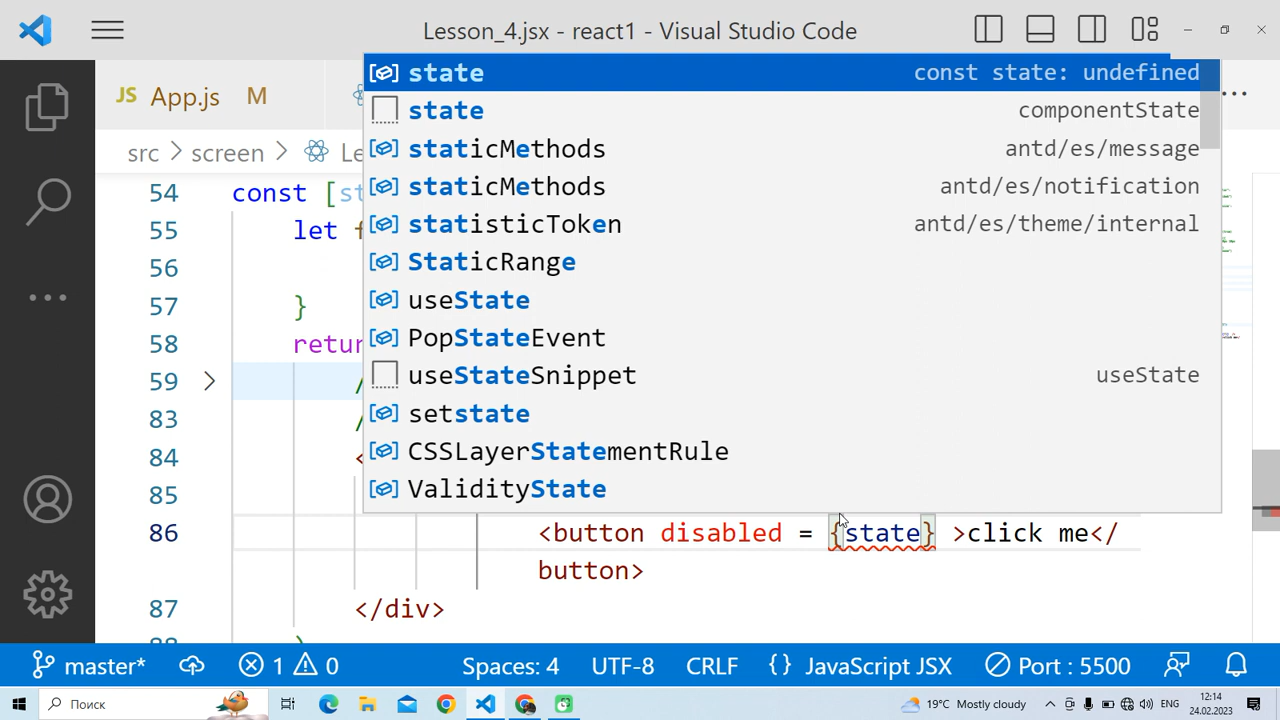 Lesson_4.jsx - react1 - Visual Studio Code
JS App.js M
src > screen > Le
state const state: undefined
state componentState
staticMethods antd/es/message
staticMethods antd/es/notification
statisticToken antd/es/theme/internal
StaticRange
useState
PopStateEvent
useStateSnippet useState
setstate
CSSLayerStatementRule
ValidityState
54 const [st
55 let f
56
57 }
58 retur
59 /
83 /
84 <
85
86 <button disabled = {state} >click me</
button>
87 </div>
master* 1 0 Spaces: 4 UTF-8 CRLF {} JavaScript JSX Port : 5500
Поиск 19°C Mostly cloudy ENG 12:14
24.02.2023